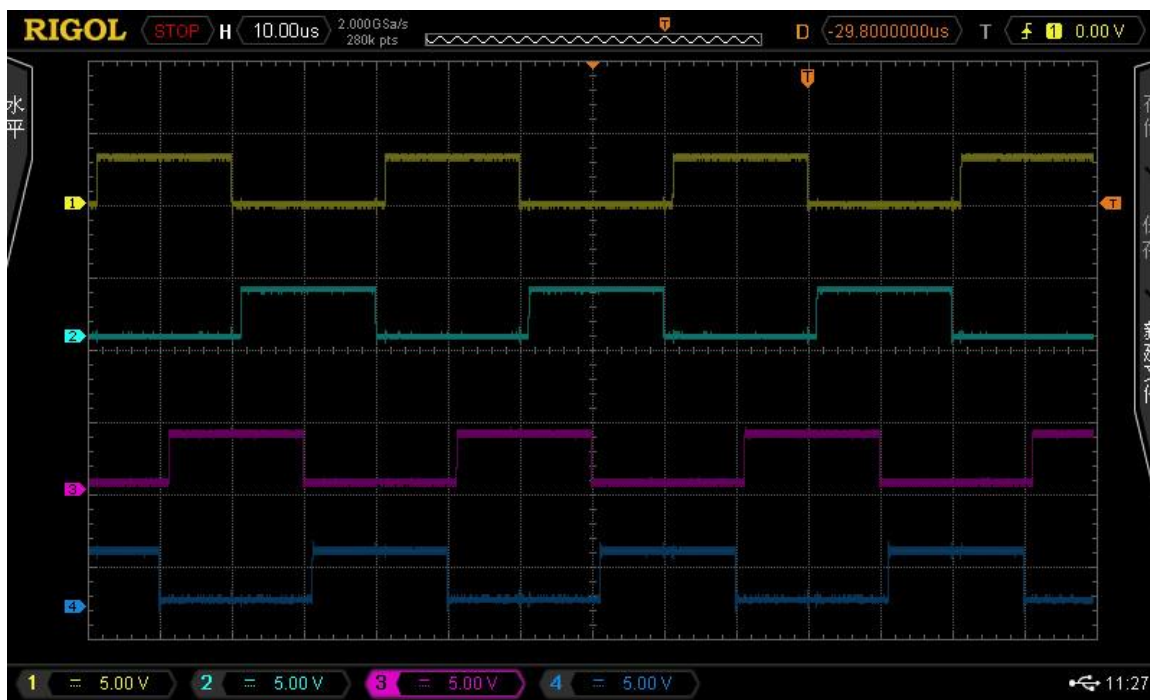 RIGOL STOP H 10.00us 2.000GSa/s D -29.8000000us T 1 0.00 V
280k pts
T
T
水平
1
T
2
3
4
1 5.00 V 2 5.00 V 3 5.00 V 4 5.00 V 11:27